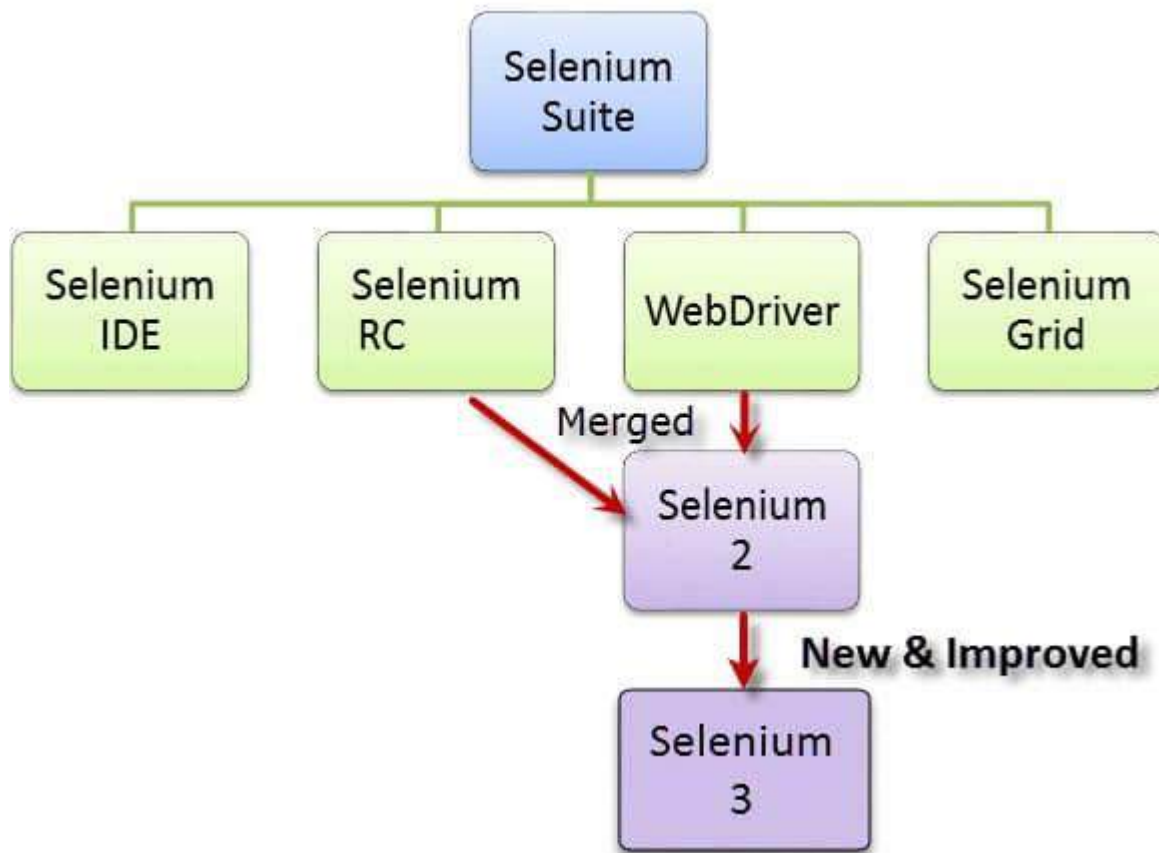 Selenium
Suite
Selenium
IDE
Selenium
RC
WebDriver
Selenium
Grid
Merged
Selenium
2
New & Improved
Selenium
3